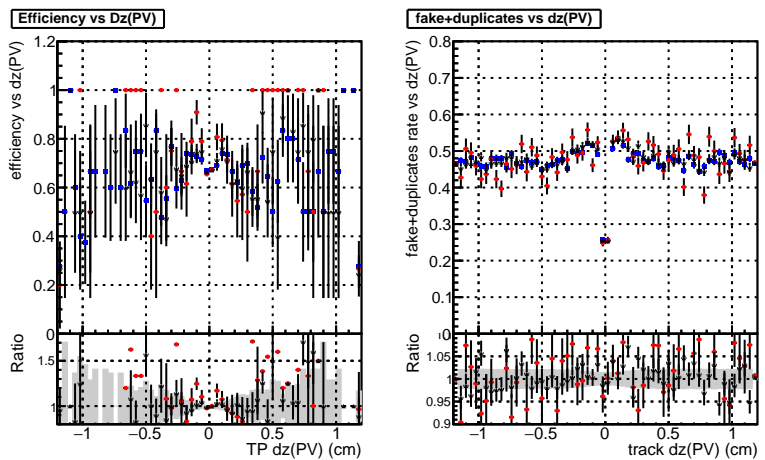 Efficiency vs Dz(PV)
efficiency vs dz(PV)
1.2
1
0.8
0.6
0.4
0.2
0
Ratio
1.5
1
−1 −0.5 0 0.5 1
TP dz(PV) (cm)
fake+duplicates vs dz(PV)
fake+duplicates rate vs dz(PV)
0.8
0.7
0.6
0.5
0.4
0.3
0.2
0.1
0
Ratio
1.05
1
0.95
0.9
−1 −0.5 0 0.5 1
track dz(PV) (cm)